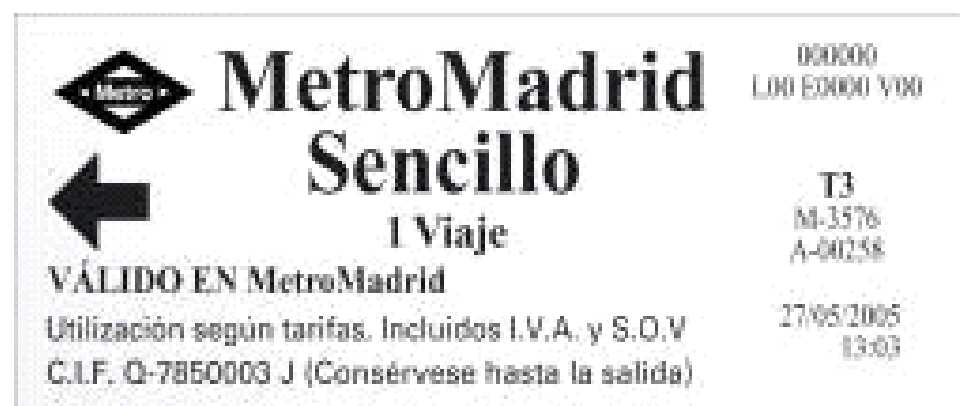 Metro
MetroMadrid
Sencillo
1 Viaje
VÁLIDO EN MetroMadrid
Utilización según tarifas. Incluidos I.V.A. y S.O.V
C.I.F. Q-7850003 J (Consérvese hasta la salida)
000000
L00 E0000 V00
T3
M-3576
A-00258
27/05/2005
13:03